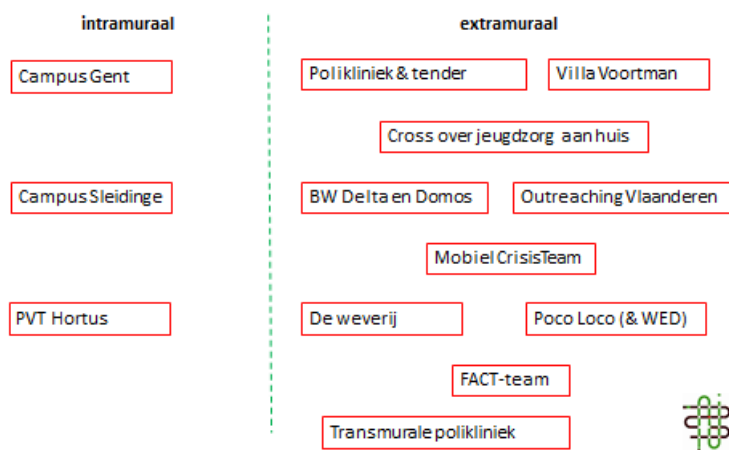 intramuraal
extramuraal
Campus Gent
Polikliniek & tender
Villa Voortman
Cross over jeugdzorg aan huis
Campus Sleidinge
BW Delta en Domos
Outreaching Vlaanderen
Mobiel CrisisTeam
PVT Hortus
De weverij
Poco Loco (& WED)
FACT-team
Transmurale polikliniek